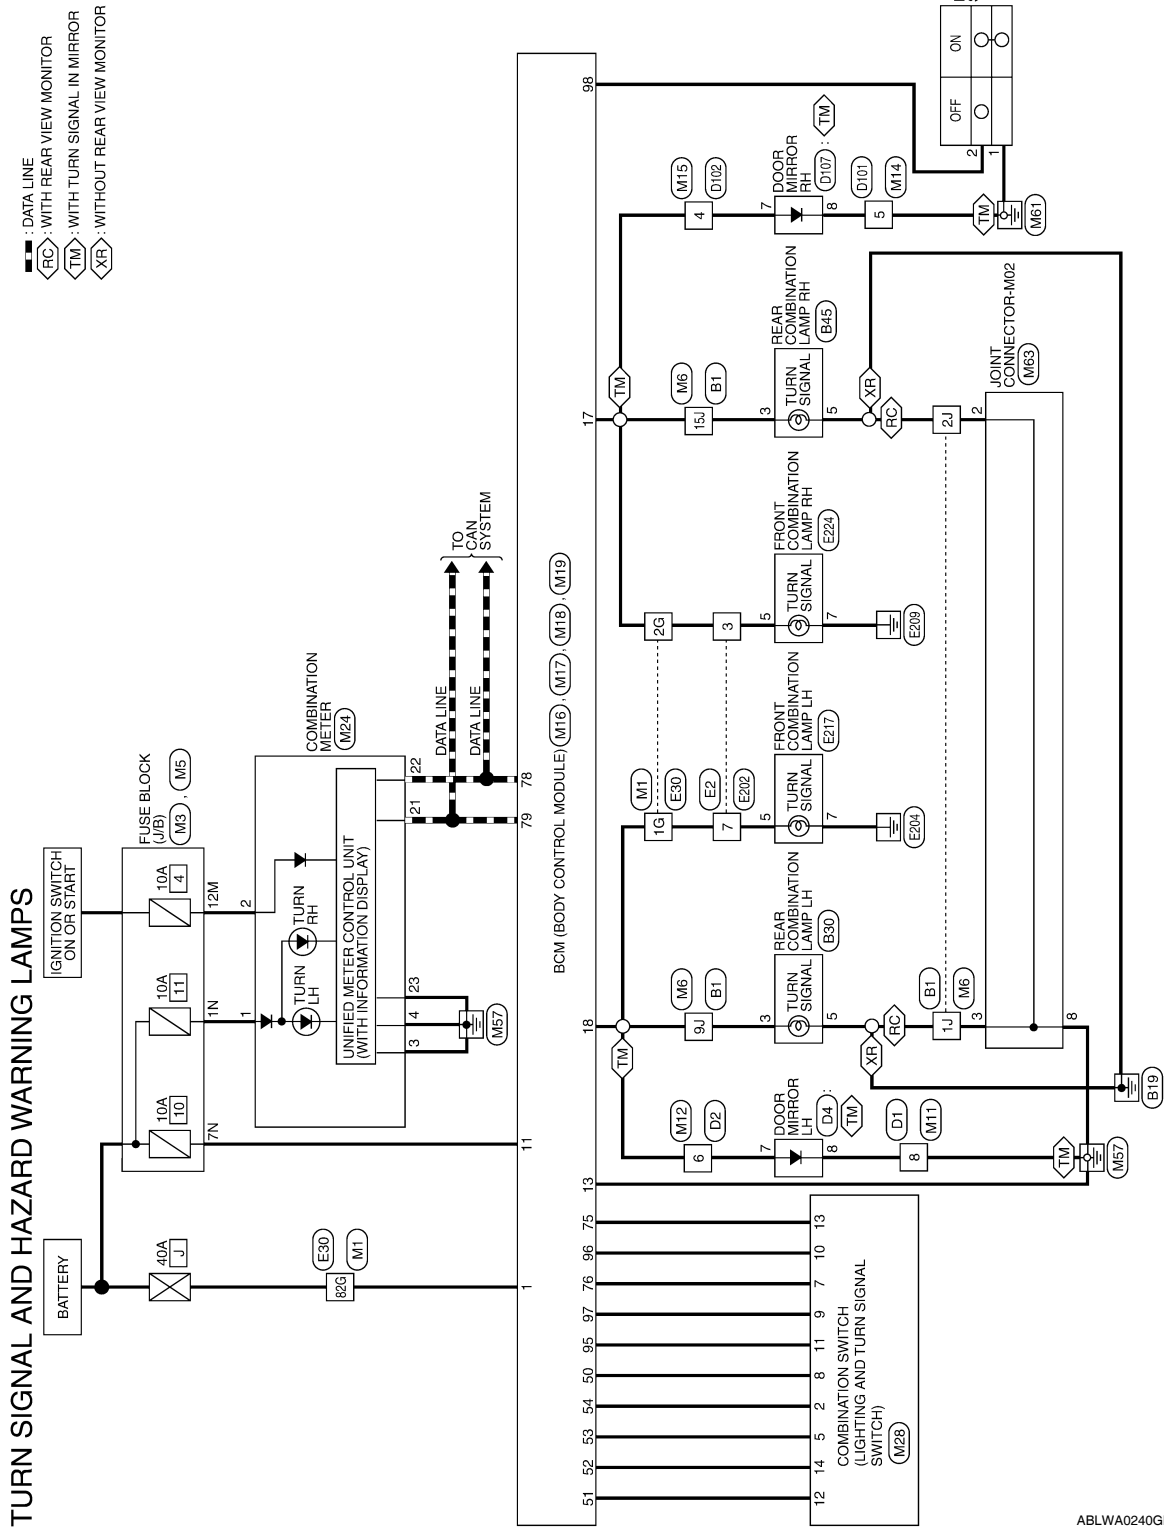 TURN SIGNAL AND HAZARD WARNING LAMPS
: DATA LINE
RC : WITH REAR VIEW MONITOR
TM : WITH TURN SIGNAL IN MIRROR
XR : WITHOUT REAR VIEW MONITOR
BATTERY
IGNITION SWITCH
ON OR START
40A
J
10A
10
10A
11
10A
4
FUSE BLOCK
(J/B)
M3 , M5
7N
1N
12M
E30
82G
M1
1
2
TURN
LH
TURN
RH
COMBINATION
METER
M24
UNIFIED METER CONTROL UNIT
(WITH INFORMATION DISPLAY)
3
4
23
21
22
M57
DATA LINE
DATA LINE
TO
CAN
SYSTEM
1
11
79
78
BCM (BODY CONTROL MODULE) M16 , M17 , M18 , M19
51
52
53
54
50
95
97
76
96
75
13
18
17
98
12
14
5
2
8
11
9
7
10
13
COMBINATION SWITCH
(LIGHTING AND TURN SIGNAL
SWITCH)
M28
TM
TM
6
M12
D2
9J
M6
B1
1G
M1
E30
7
E2
E202
2G
3
15J
M6
B1
4
M15
D102
7
DOOR
MIRROR
LH
D4 :
TM
8
8
D1
M11
TM
M57
3
TURN
SIGNAL
REAR
COMBINATION
LAMP LH
B30
5
XR
RC
1J
B1
M6
3
5
TURN
SIGNAL
FRONT
COMBINATION
LAMP LH
E217
7
E204
5
TURN
SIGNAL
FRONT
COMBINATION
LAMP RH
E224
7
E209
3
TURN
SIGNAL
REAR
COMBINATION
LAMP RH
B45
5
XR
RC
2J
2
7
DOOR
MIRROR
RH
D107 : TM
8
5
D101
M14
TM
M61
JOINT
CONNECTOR-M02
M63
8
B19
OFF
ON
2
1
ABLWA0240G